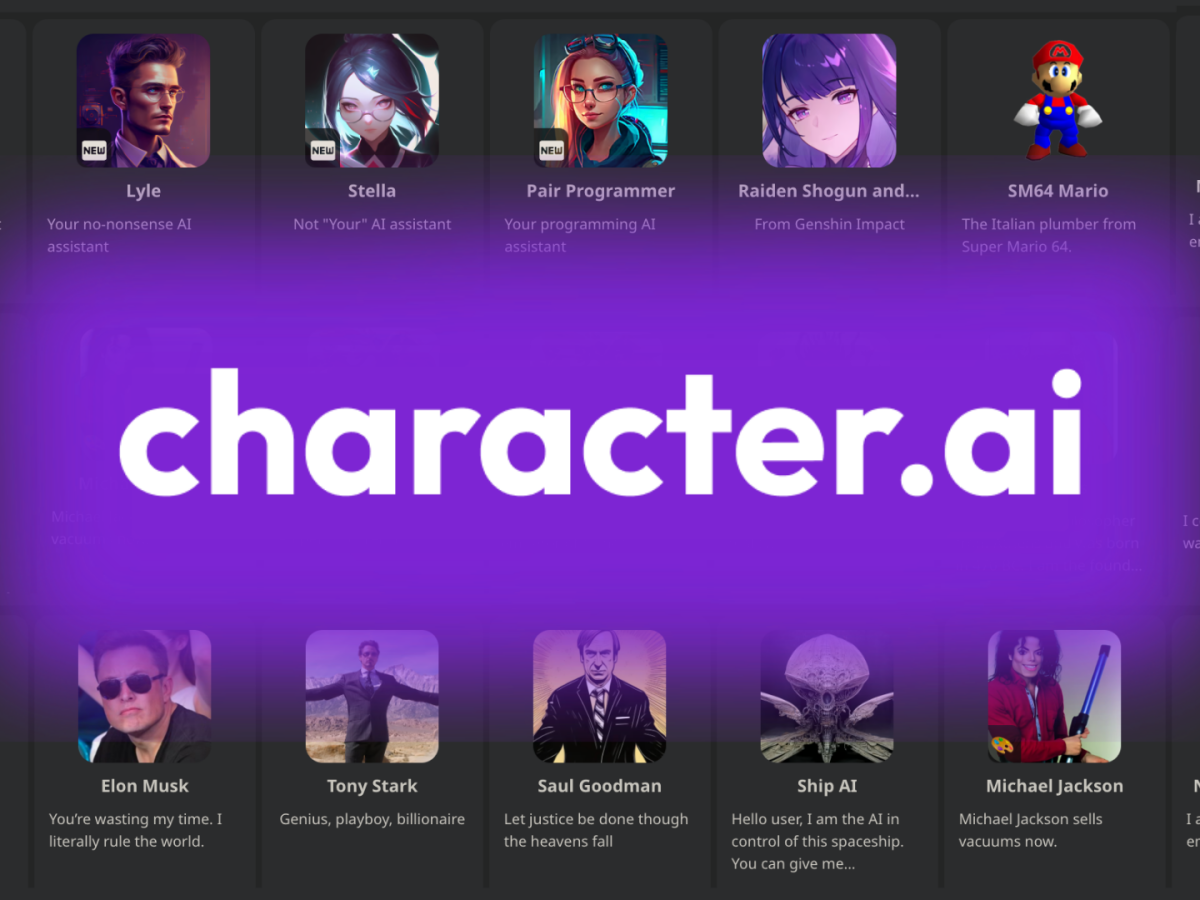 NEW
NEW
NEW
Lyle
Stella
Pair Programmer
Raiden Shogun and...
SM64 Mario
Your no-nonsense AI
assistant
Not "Your" AI assistant
Your programming AI
assistant
From Genshin Impact
The Italian plumber from
Super Mario 64.
character.ai
Elon Musk
Tony Stark
Saul Goodman
Ship AI
Michael Jackson
You're wasting my time. I
literally rule the world.
Genius, playboy, billionaire
Let justice be done though
the heavens fall
Hello user, I am the AI in
control of this spaceship.
You can give me...
Michael Jackson sells
vacuums now.